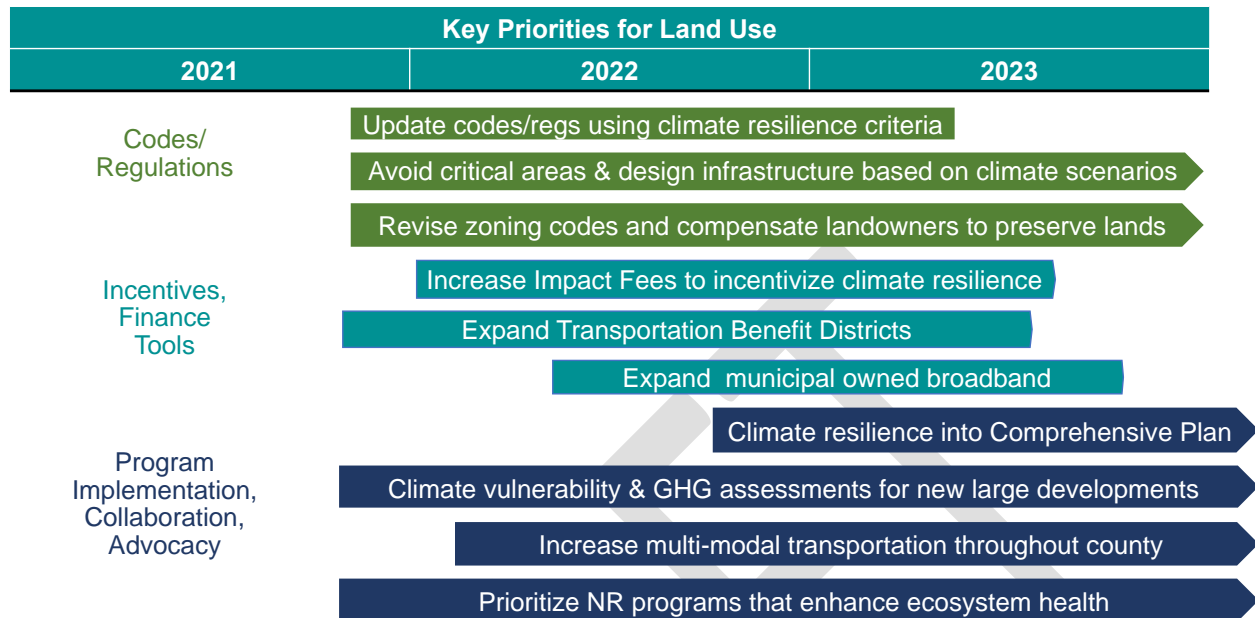 Key Priorities for Land Use
2021 2022 2023
Codes/
Regulations
Update codes/regs using climate resilience criteria
Avoid critical areas & design infrastructure based on climate scenarios
Revise zoning codes and compensate landowners to preserve lands
Incentives,
Finance
Tools
Increase Impact Fees to incentivize climate resilience
Expand Transportation Benefit Districts
Expand municipal owned broadband
Program
Implementation,
Collaboration,
Advocacy
Climate resilience into Comprehensive Plan
Climate vulnerability & GHG assessments for new large developments
Increase multi-modal transportation throughout county
Prioritize NR programs that enhance ecosystem health